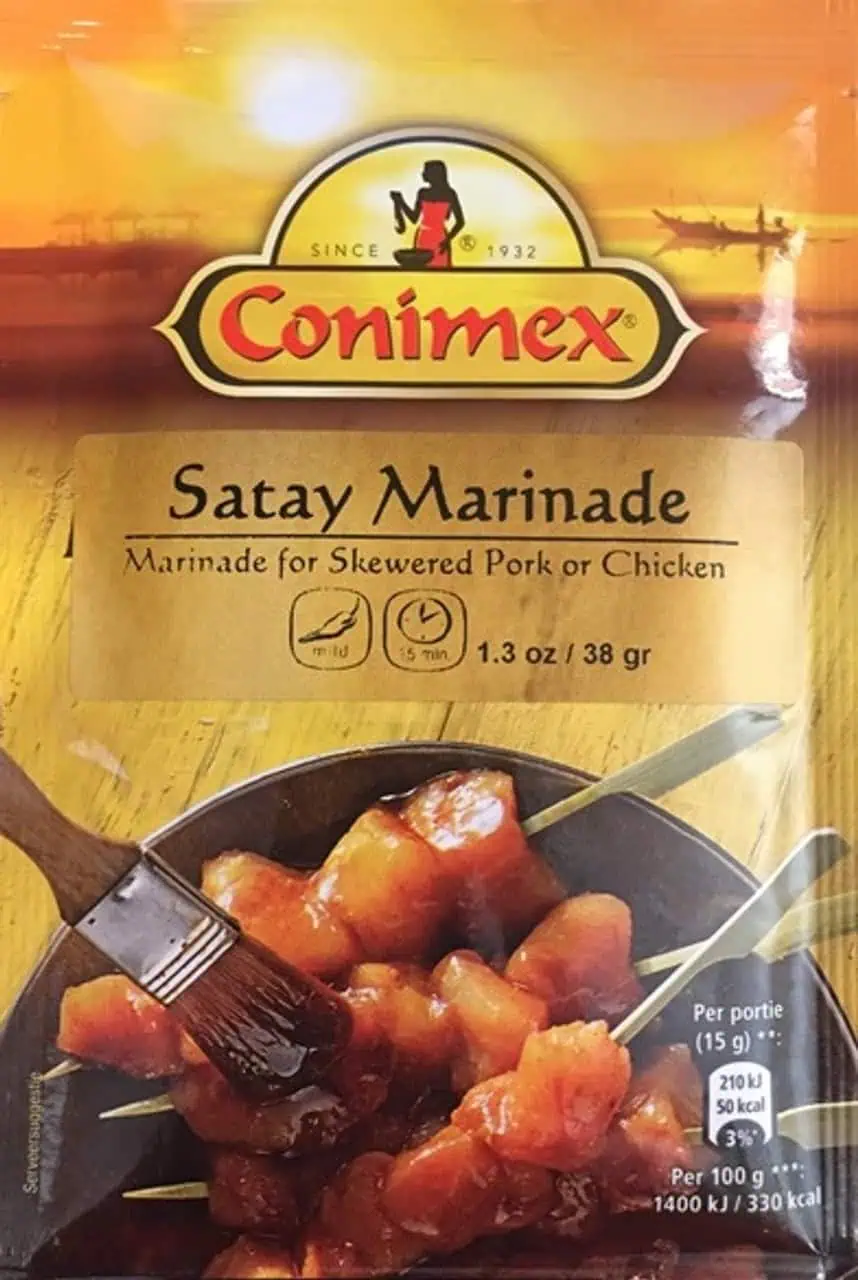 SINCE ® 1932
Conimex®
Satay Marinade
Marinade for Skewered Pork or Chicken
mild
15 min
1.3 oz / 38 gr
Per portie
(15 g) **:
210 kJ
50 kcal
3%*
Per 100 g ***:
1400 kJ / 330 kcal
Serveersuggestie